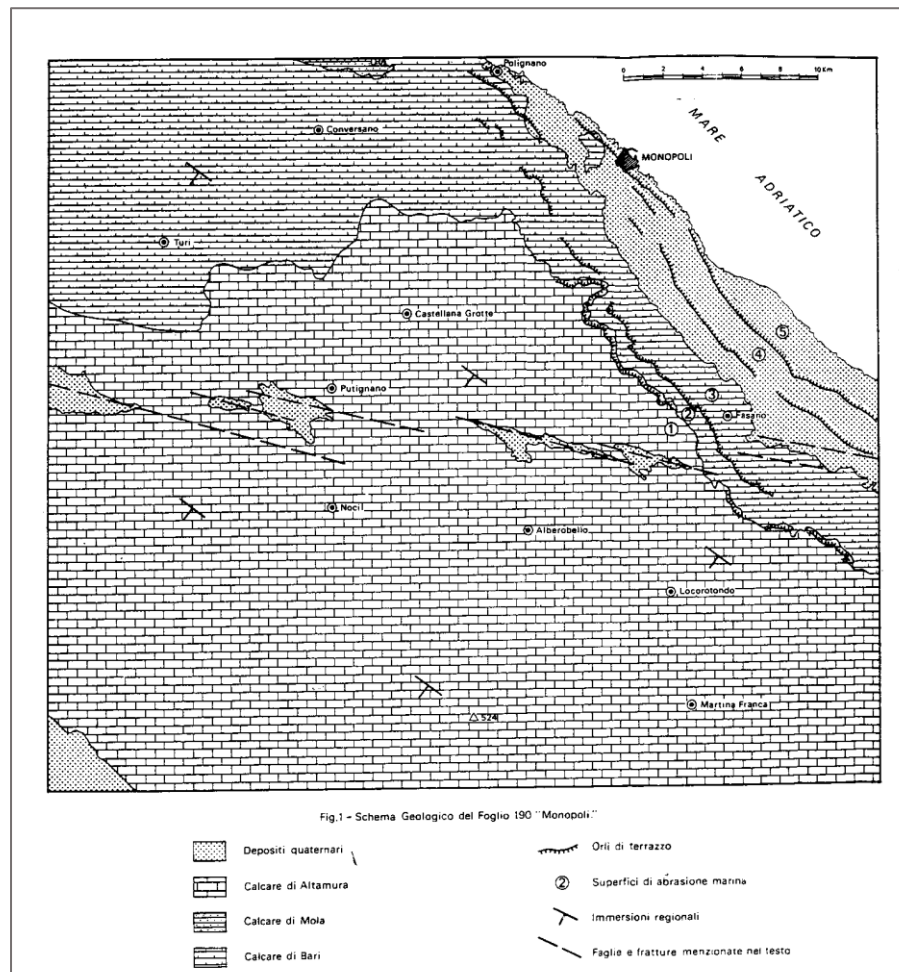 Polignano
0 2 4 6 8 10 Km
MARE
ADRIATICO
Conversano
MONOPOLI
Turi
Castellana Grotte
5
4
Putignano
3
Fasano
2
1
Noci
Alberobello
Locorotondo
Martina Franca
524
Fig.1 - Schema Geologico del Foglio 190 "Monopoli."
Depositi quaternari
Orli di terrazzo
Calcare di Altamura
2 Superfici di abrasione marina
Calcare di Mola
Immersioni regionali
Calcare di Bari
Faglie e fratture menzionate nel testo